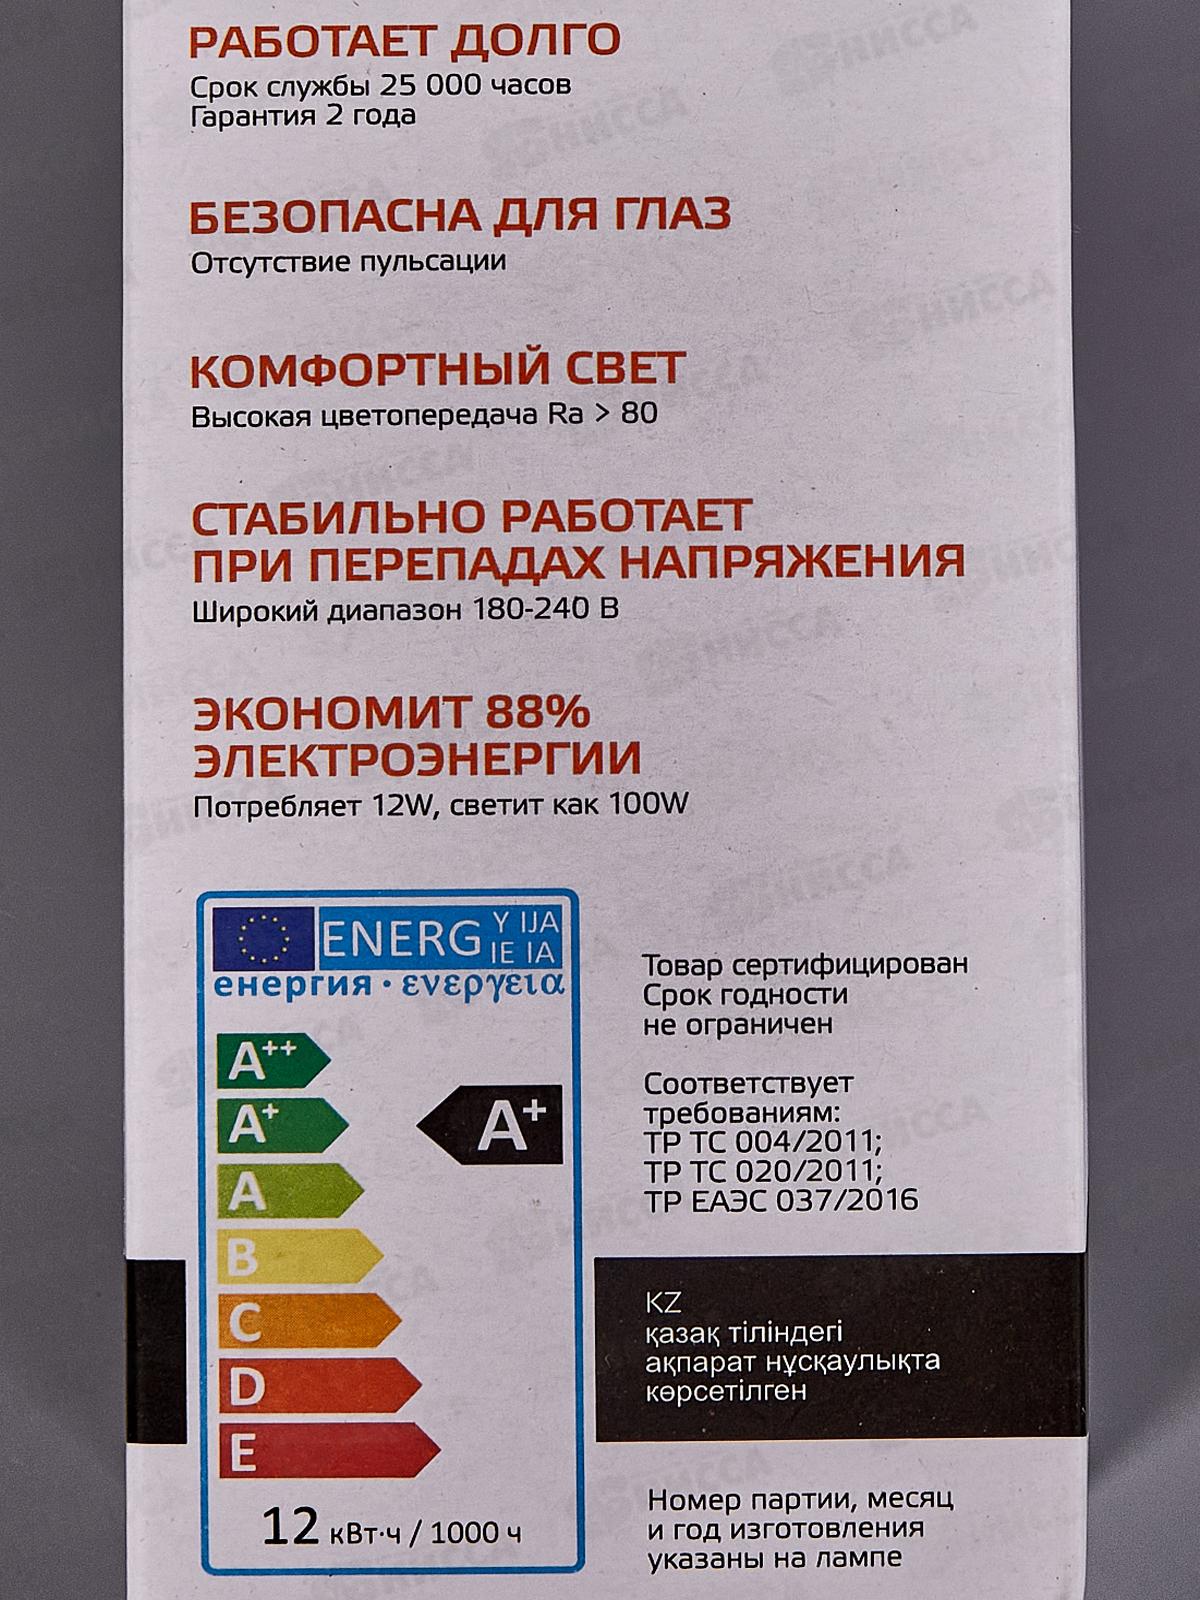 РАБОТАЕТ ДОЛГО
Срок службы 25 000 часов
Гарантия 2 года
БЕЗОПАСНА ДЛЯ ГЛАЗ
Отсутствие пульсации
КОМФОРТНЫЙ СВЕТ
Высокая цветопередача Ra > 80
СТАБИЛЬНО РАБОТАЕТ
ПРИ ПЕРЕПАДАХ НАПРЯЖЕНИЯ
Широкий диапазон 180-240 В
ЭКОНОМИТ 88%
ЭЛЕКТРОЭНЕРГИИ
Потребляет 12W, светит как 100W
ENERG Y IJA
IE IA
енергия · ενεργεια
A++
A+
A+
A
B
C
D
E
12 кВт·ч / 1000 ч
Товар сертифицирован
Срок годности
не ограничен
Соответствует
требованиям:
ТР ТС 004/2011;
ТР ТС 020/2011;
ТР ЕАЭС 037/2016
KZ
қазақ тіліндегі
ақпарат нұсқаулықта
көрсетілген
Номер партии, месяц
и год изготовления
указаны на лампе